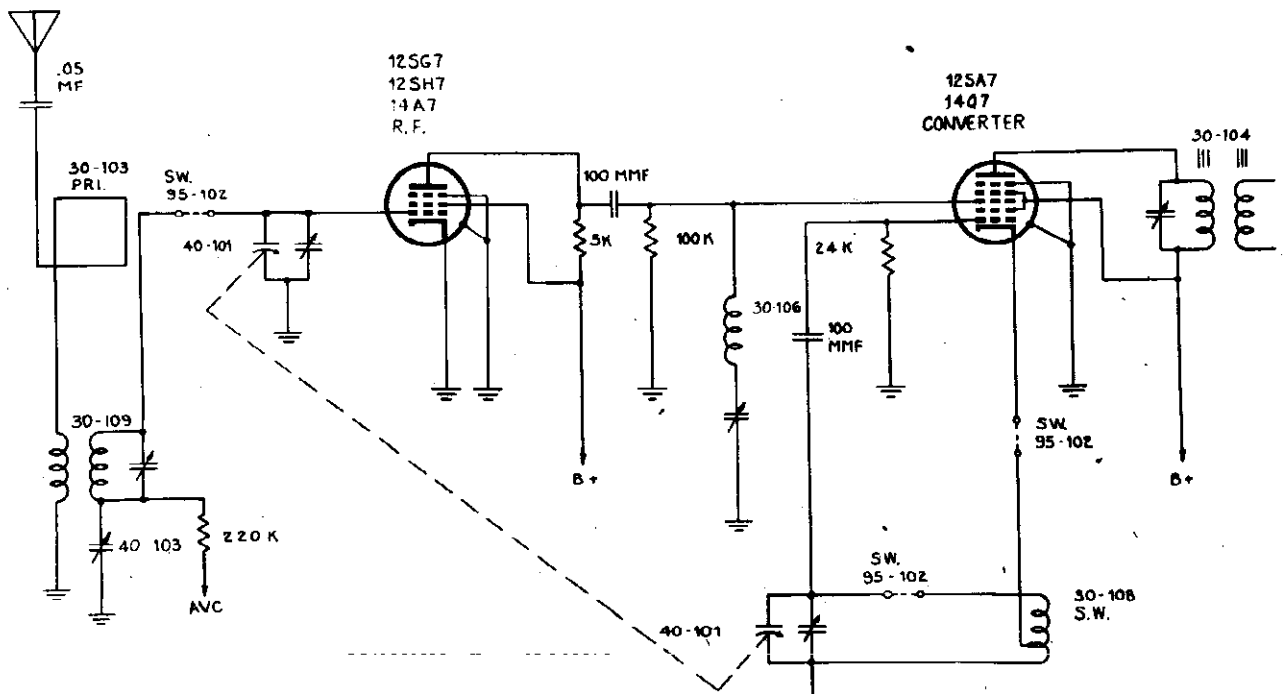 .05
MF
30-103
PRI.
SW.
95-102
40-101
12SG7
12SH7
14A7
R.F.
100 MMF
5K
100K
12SA7
14Q7
CONVERTER
30-104
24 K
30-106
100
MMF
SW.
95-102
B+
B+
30-109
40 103
220 K
AVC
SW.
95-102
40-101
30-108
S.W.